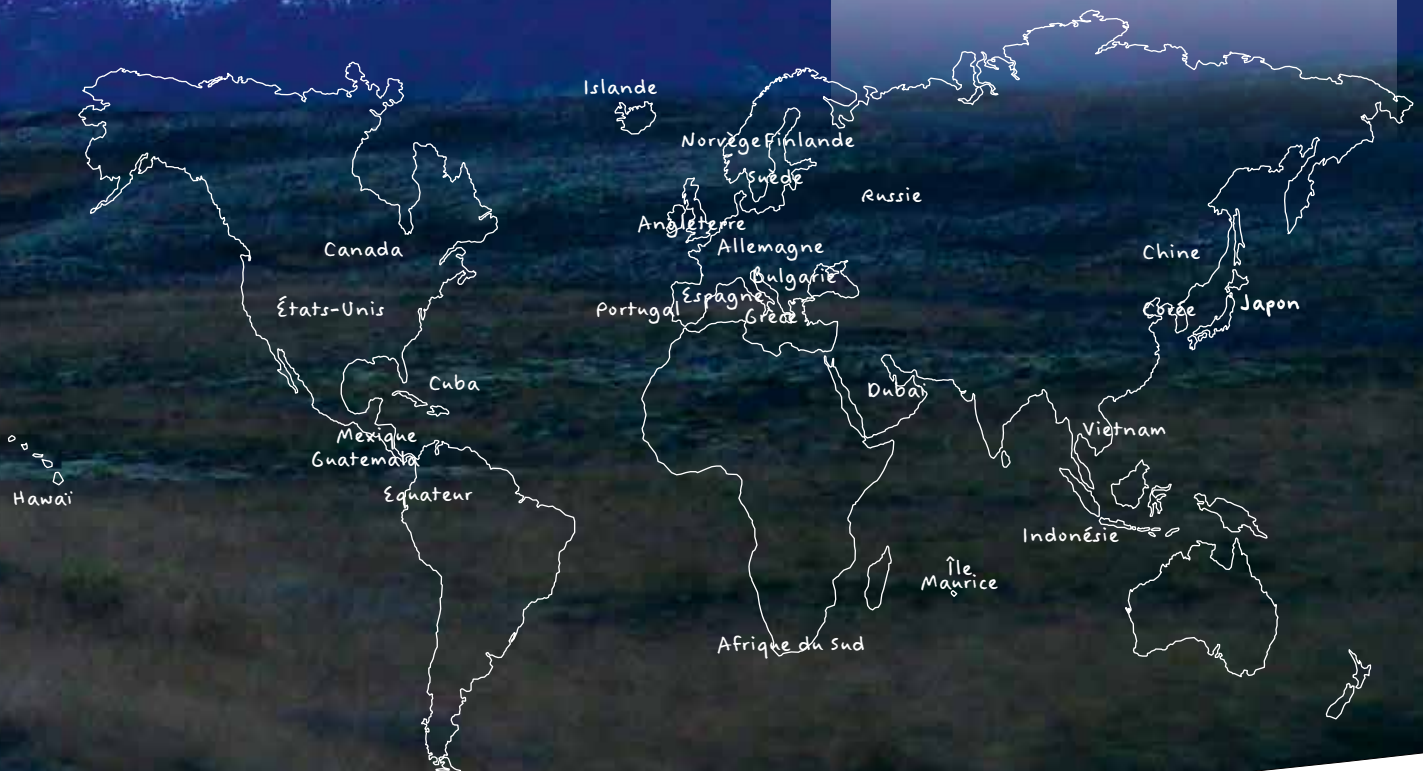 Islande
Norvège Finlande
Suède
Russie
Angleterre
Canada
Allemagne
Chine
Bulgarie
Espagne
États-Unis
Portugal
Grèce
Corée
Japon
Cuba
Dubaï
Mexique
Vietnam
Guatemala
Equateur
Hawaï
Indonésie
Île
Maurice
Afrique du Sud